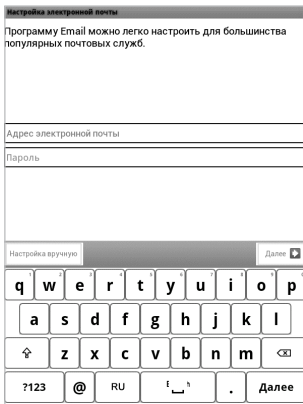 Настройка электронной почты
Программу Email можно легко настроить для большинства
популярных почтовых служб.
Адрес электронной почты
Пароль
Настройка вручную
Далее
q w e r t y u i o p
a s d f g h j k l
z x c v b n m
?123 @ RU . Далее